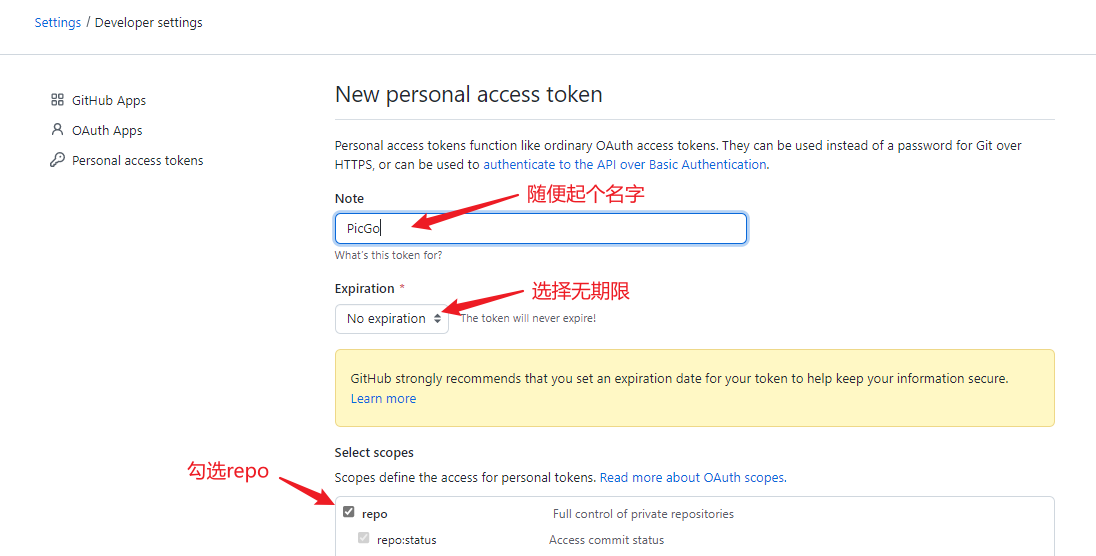 Settings / Developer settings
GitHub Apps
OAuth Apps
Personal access tokens
New personal access token
Personal access tokens function like ordinary OAuth access tokens. They can be used instead of a password for Git over
HTTPS, or can be used to authenticate to the API over Basic Authentication.
Note
随便起个名字
PicGo
What's this token for?
Expiration *
选择无期限
No expiration
The token will never expire!
GitHub strongly recommends that you set an expiration date for your token to help keep your information secure.
Learn more
Select scopes
勾选repo
Scopes define the access for personal tokens. Read more about OAuth scopes.
repo Full control of private repositories
repo:status Access commit status